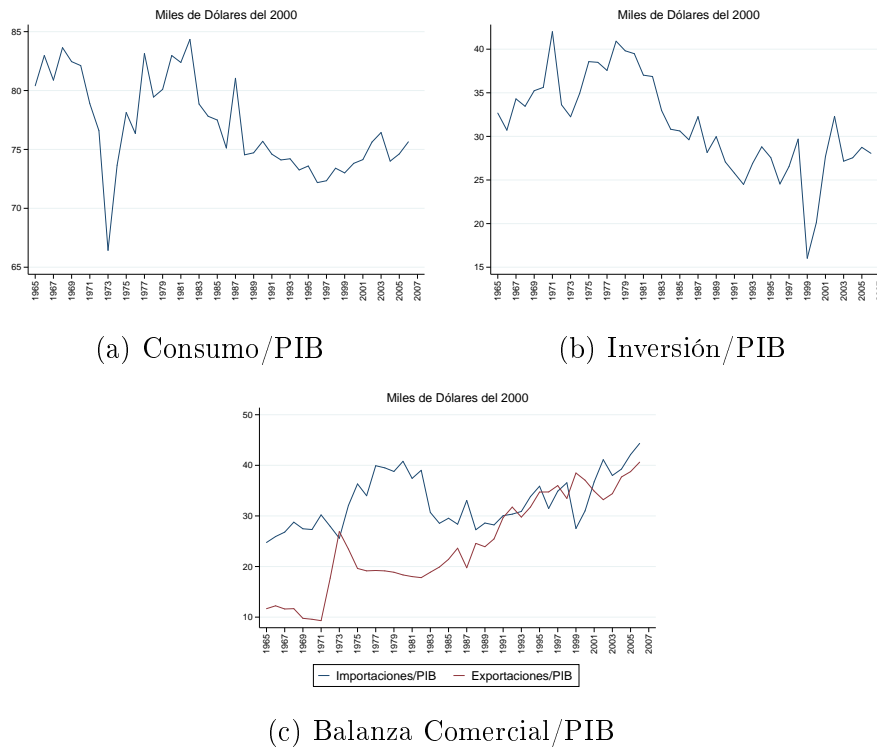 Miles de Dólares del 2000
85
80
75
70
65
1965 1967 1969 1971 1973 1975 1977 1979 1981 1983 1985 1987 1989 1991 1993 1995 1997 1999 2001 2003 2005 2007
(a) Consumo/PIB
Miles de Dólares del 2000
40
35
30
25
20
15
1965 1967 1969 1971 1973 1975 1977 1979 1981 1983 1985 1987 1989 1991 1993 1995 1997 1999 2001 2003 2005
(b) Inversión/PIB
Miles de Dólares del 2000
50
40
30
20
10
1965 1967 1969 1971 1973 1975 1977 1979 1981 1983 1985 1987 1989 1991 1993 1995 1997 1999 2001 2003 2005 2007
Importaciones/PIB Exportaciones/PIB
(c) Balanza Comercial/PIB